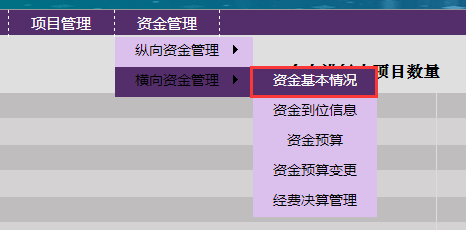 项目管理 资金管理
纵向资金管理
项目数量
横向资金管理 资金基本情况
资金到位信息
资金预算
资金预算变更
经费决算管理